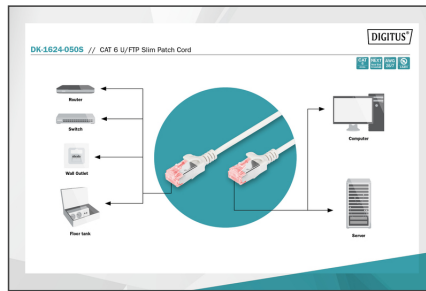 DIGITUS®
DK-1624-050S // CAT 6 U/FTP Slim Patch Cord
Router
Switch
Wall Outlet
Floor tank
Computer
Server